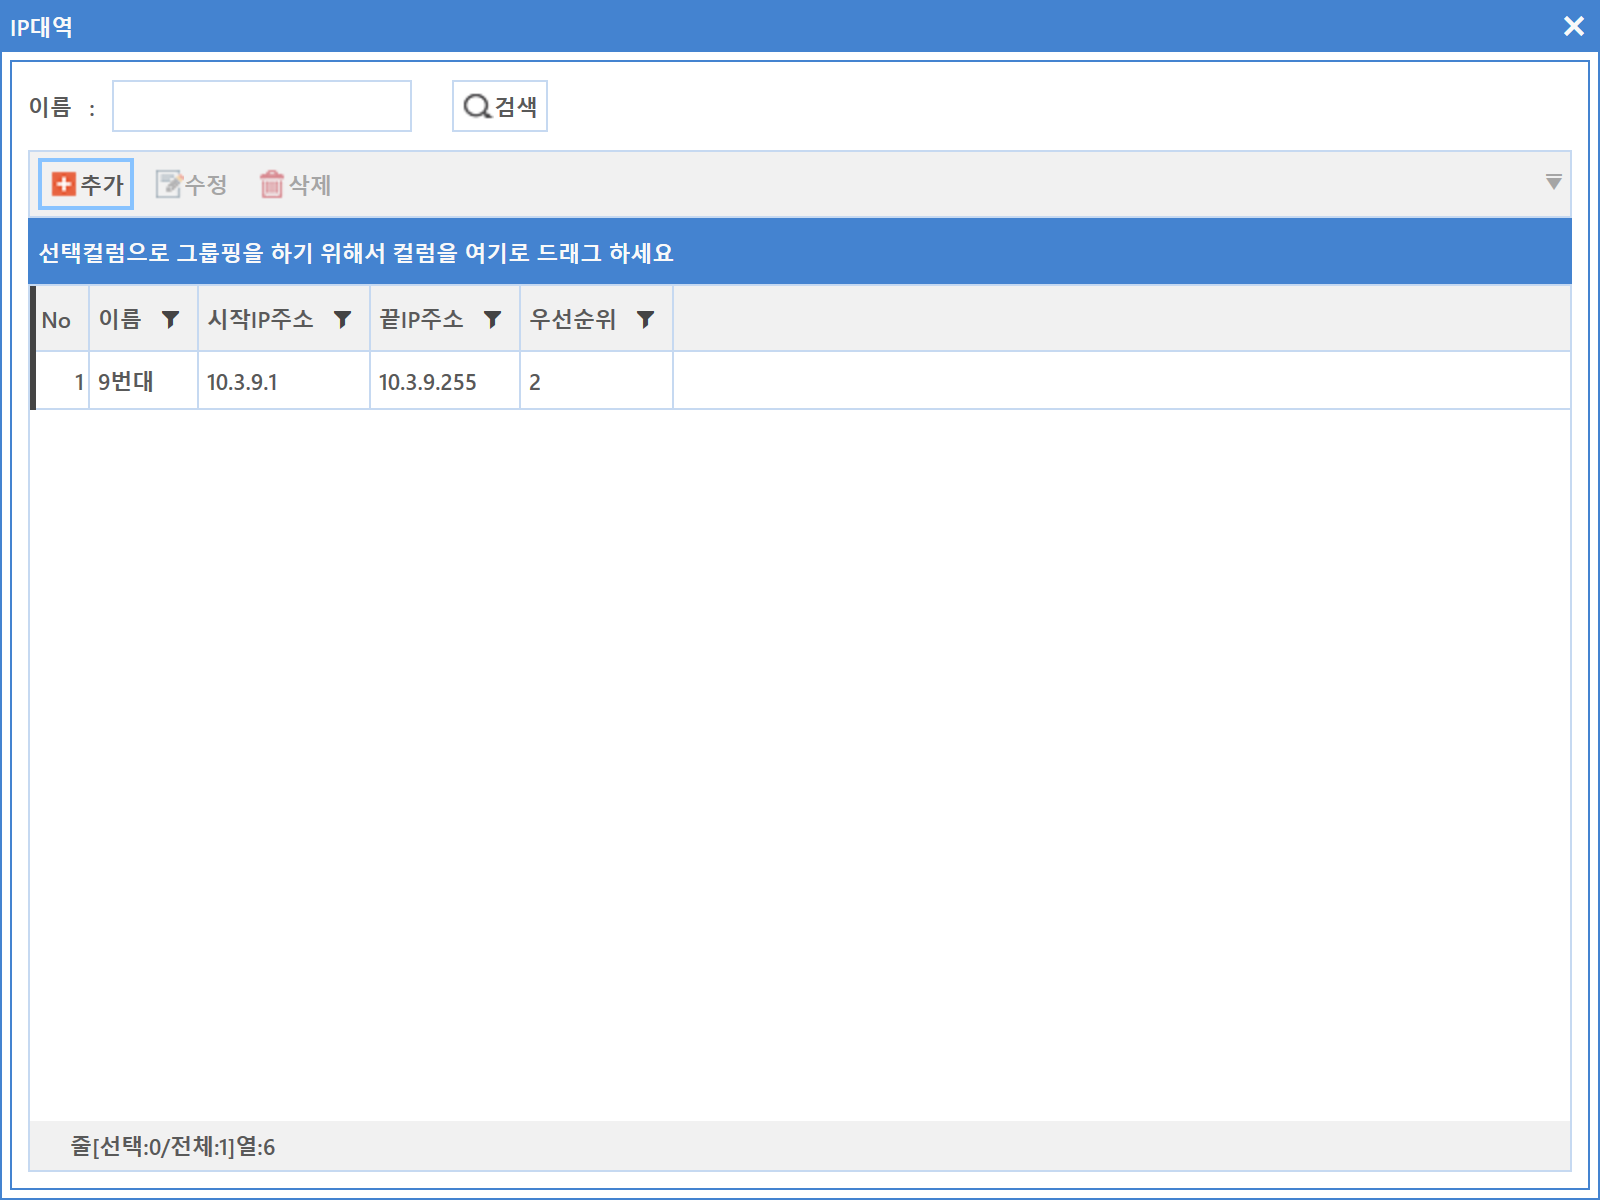 IP대역
이름 :
검색
추가 수정 삭제
선택컬럼으로 그룹핑을 하기 위해서 컬럼을 여기로 드래그 하세요
No 이름 시작IP주소 끝IP주소 우선순위
1 9번대 10.3.9.1 10.3.9.255 2
줄[선택:0/전체:1]열:6